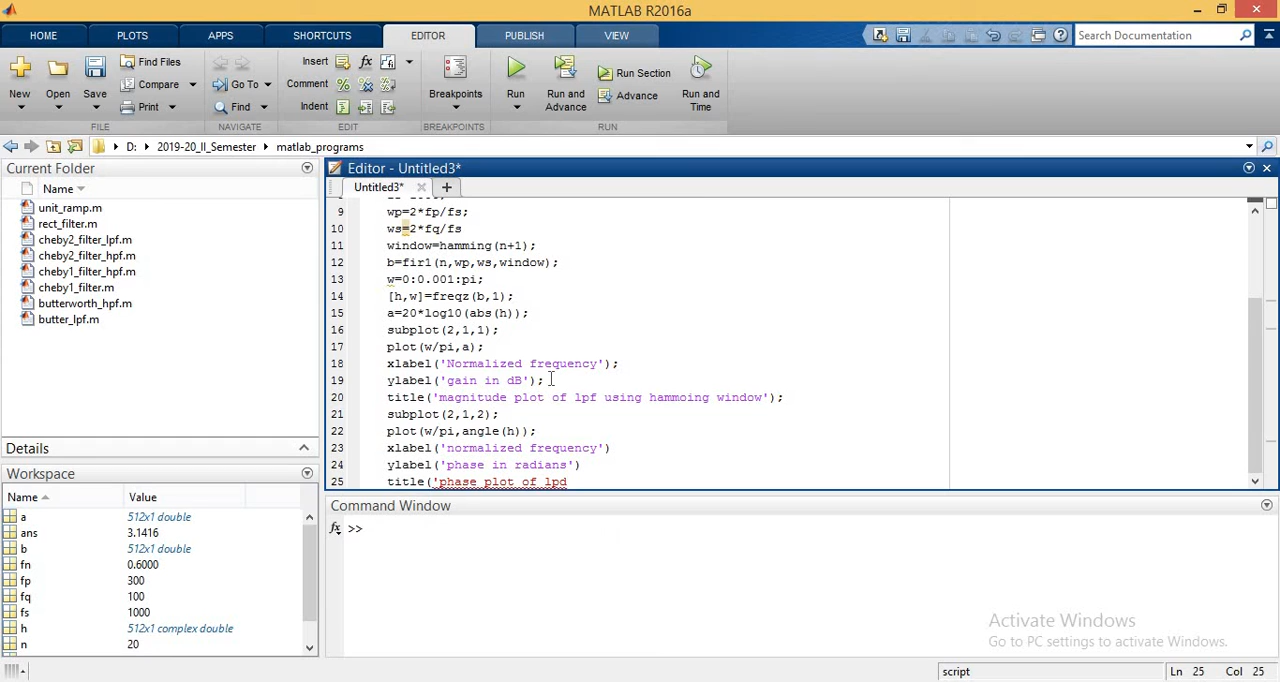 MATLAB R2016a
HOME PLOTS APPS SHORTCUTS EDITOR PUBLISH VIEW Search Documentation
New Open Save Find Files Compare Print
Go To Find
Insert fx Comment % Indent
Breakpoints
Run Run and Advance Run Section Advance Run and Time
FILE NAVIGATE EDIT BREAKPOINTS RUN
D: 2019-20_II_Semester matlab_programs
Current Folder
Name
unit_ramp.m
rect_filter.m
cheby2_filter_lpf.m
cheby2_filter_hpf.m
cheby1_filter_hpf.m
cheby1_filter.m
butterworth_hpf.m
butter_lpf.m
Details
Workspace
Name Value
a 512x1 double
ans 3.1416
b 512x1 double
fn 0.6000
fp 300
fq 100
fs 1000
h 512x1 complex double
n 20
Editor - Untitled3*
Untitled3* +
9 wp=2*fp/fs;
10 ws=2*fq/fs
11 window=hamming(n+1);
12 b=fir1(n,wp,ws,window);
13 w=0:0.001:pi;
14 [h,w]=freqz(b,1);
15 a=20*log10(abs(h));
16 subplot(2,1,1);
17 plot(w/pi,a);
18 xlabel('Normalized frequency');
19 ylabel('gain in dB');
20 title('magnitude plot of lpf using hammoing window');
21 subplot(2,1,2);
22 plot(w/pi,angle(h));
23 xlabel('normalized frequency')
24 ylabel('phase in radians')
25 title('phase plot of lpd
Command Window
fx >>
Activate Windows
Go to PC settings to activate Windows.
script Ln 25 Col 25